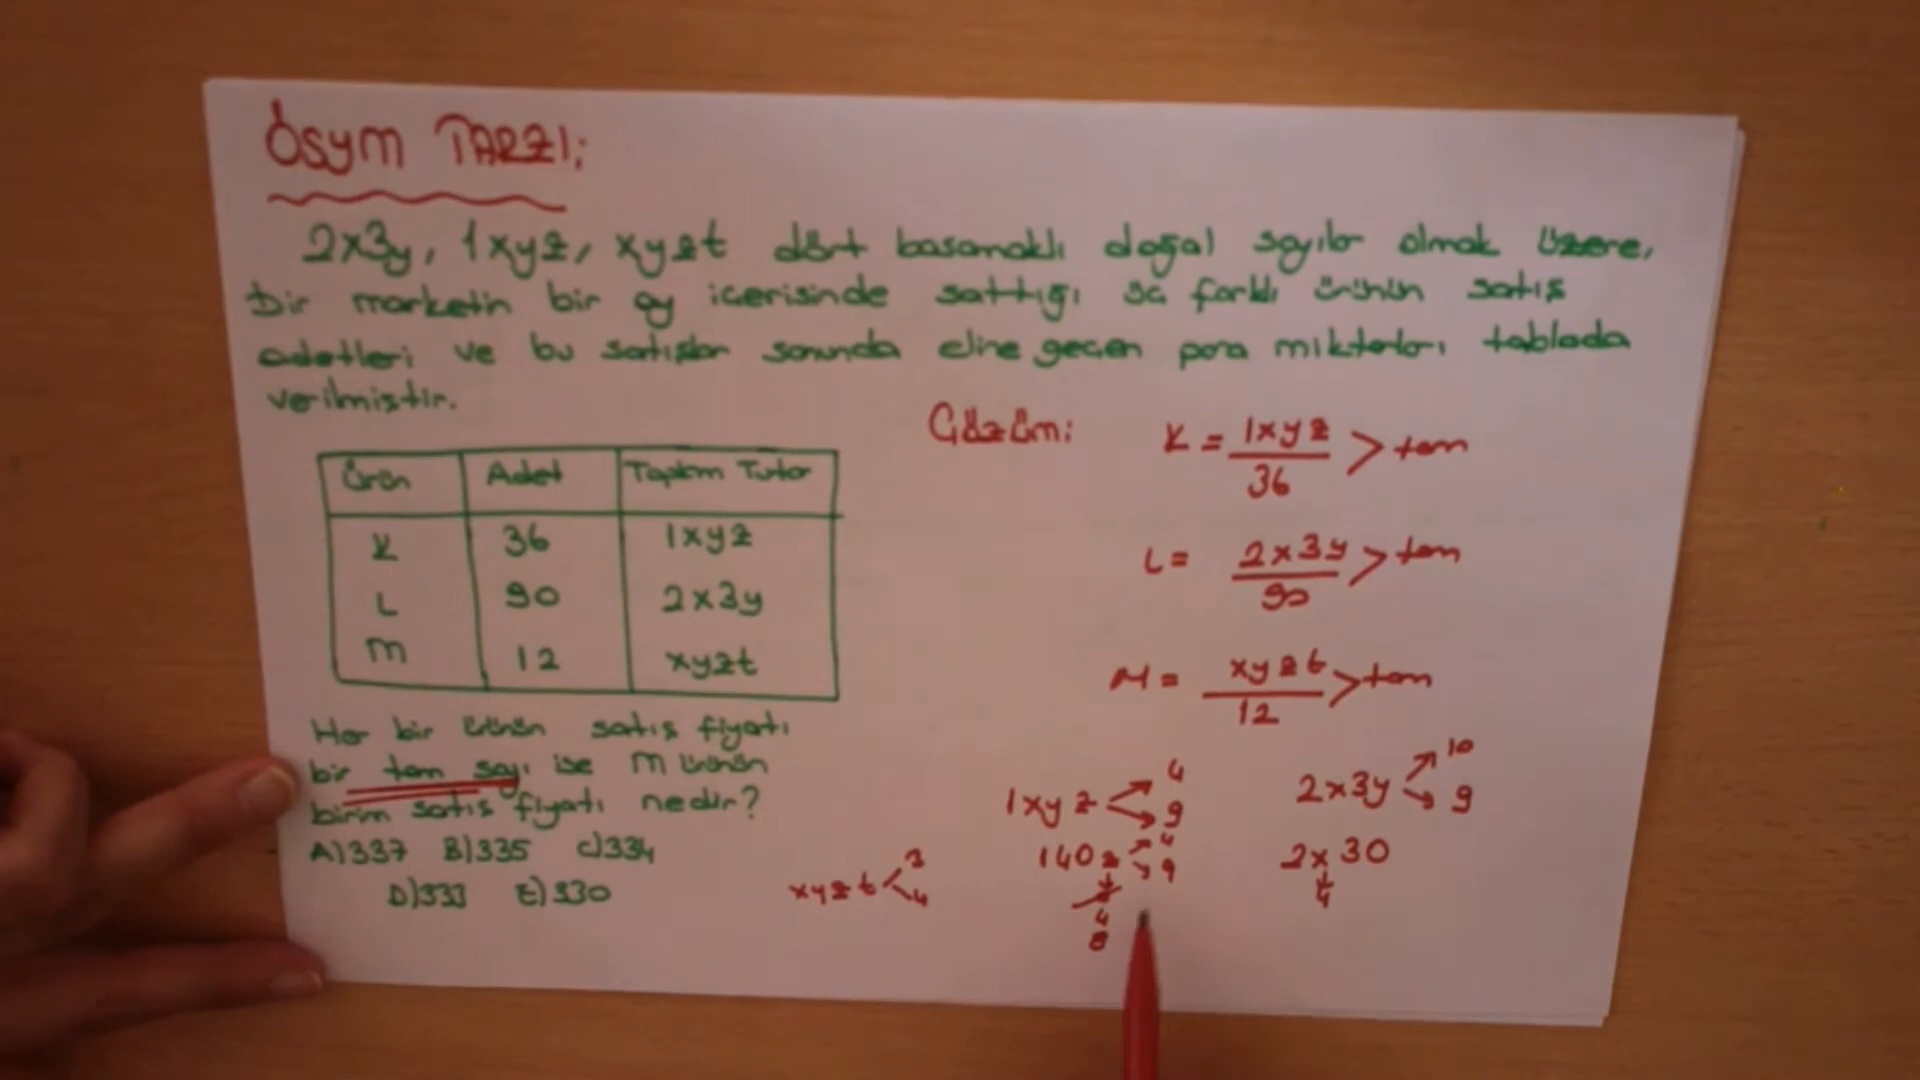 Ösym TARZI:
2x3y, 1xyz, xyzt dört basamaklı doğal sayılar olmak üzere,
bir marketin bir ay içerisinde sattığı üç farklı ürünün satış
adetleri ve bu satışlar sonunda eline geçen para miktarları tabloda
verilmiştir.
Ürün Adet Toplam Tutar
K 36 1xyz
L 90 2x3y
M 12 xyzt
Her bir ürünün satış fiyatı
bir tam sayı ise M ürünün
birim satış fiyatı nedir?
A)337 B)335 C)334
D)333 E)330
Çözüm:
K = 1xyz / 36 > tam
L = 2x3y / 90 > tam
M = xyzt / 12 > tam
1xyz 4 9
2x3y 10 9
140z 4 9
4
8
2x30
4
xyzt 3 4